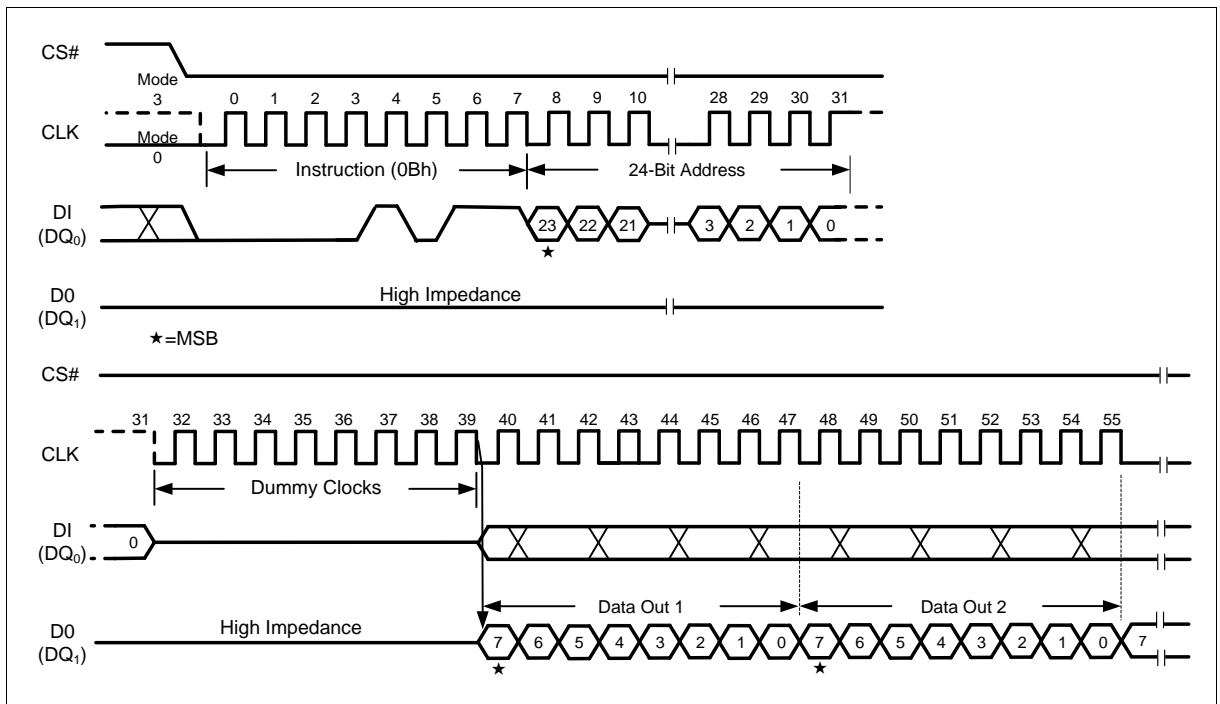 CS#
Mode
3
0 1 2 3 4 5 6 7 8 9 10 28 29 30 31
CLK
Mode
0
Instruction (0Bh) 24-Bit Address
DI
(DQ₀)
23 22 21 3 2 1 0
★
D0
(DQ₁)
High Impedance
★=MSB
CS#
31 32 33 34 35 36 37 38 39 40 41 42 43 44 45 46 47 48 49 50 51 52 53 54 55
CLK
Dummy Clocks
DI
(DQ₀)
0
Data Out 1 Data Out 2
D0
(DQ₁)
High Impedance
7 6 5 4 3 2 1 0 7 6 5 4 3 2 1 0 7
★ ★